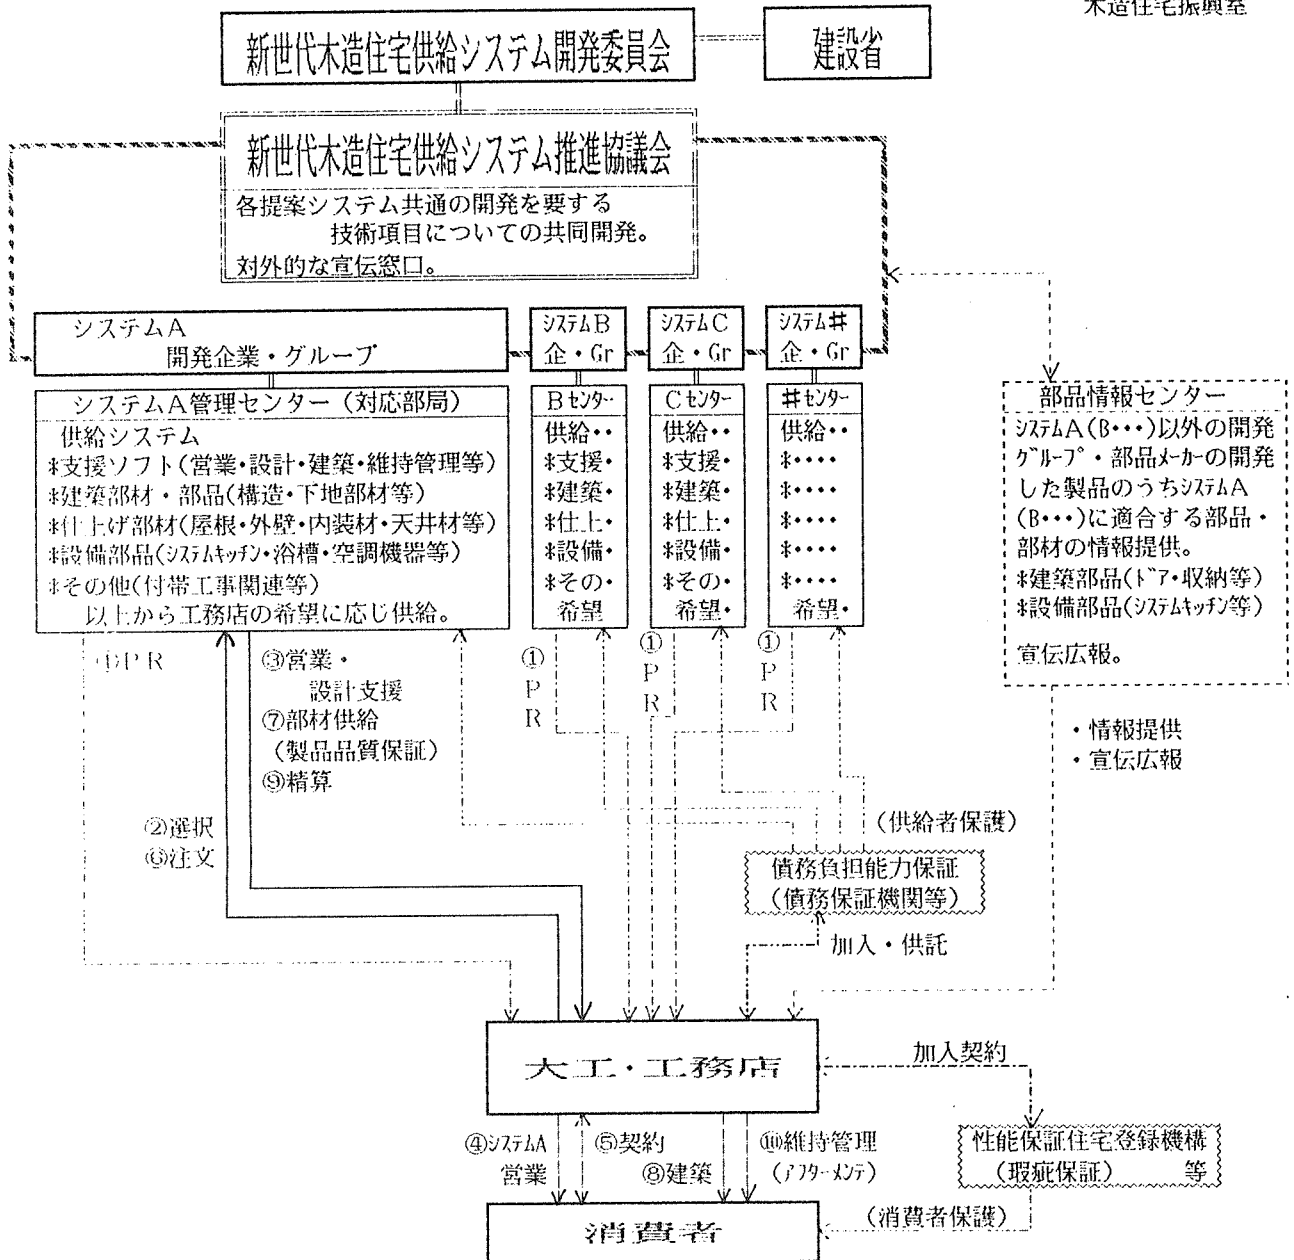 木造住宅振興室
新世代木造住宅供給システム開発委員会
建設省
新世代木造住宅供給システム推進協議会
各提案システム共通の開発を要する
技術項目についての共同開発。
対外的な宣伝窓口。
システムA
開発企業・グループ
ｼｽﾃﾑB
企・Gr
ｼｽﾃﾑC
企・Gr
ｼｽﾃﾑ#
企・Gr
システムA管理センター(対応部局)
供給システム
*支援ソフト(営業・設計・建築・維持管理等)
*建築部材・部品(構造・下地部材等)
*仕上げ部材(屋根・外壁・内装材・天井材等)
*設備部品(ｼｽﾃﾑｷｯﾁﾝ・浴槽・空調機器等)
*その他(付帯工事関連等)
以上から工務店の希望に応じ供給。
Bｾﾝﾀｰ
供給・・
*支援・
*建築・
*仕上・
*設備・
*その・
希望・
Cｾﾝﾀｰ
供給・・
*支援・
*建築・
*仕上・
*設備・
*その・
希望・
#ｾﾝﾀｰ
供給・・
*・・・・
*・・・・
*・・・・
*・・・・
*・・・・
希望・
部品情報センター
ｼｽﾃﾑA(B・・・)以外の開発
ｸﾞﾙｰﾌﾟ・部品ﾒｰｶｰの開発
した製品のうちｼｽﾃﾑA
(B・・・)に適合する部品・
部材の情報提供。
*建築部品(ﾄﾞｱ・収納等)
*設備部品(ｼｽﾃﾑｷｯﾁﾝ等)
宣伝広報。
①PR
③営業・
設計支援
⑦部材供給
(製品品質保証)
⑨精算
①
P
R
①
P
R
①
P
R
・情報提供
・宣伝広報
②選択
⑥注文
(供給者保護)
債務負担能力保証
(債務保証機関等)
加入・供託
大工・工務店
加入契約
④ｼｽﾃﾑA
営業
⑤契約
⑧建築
⑩維持管理
(ｱﾌﾀｰﾒﾝﾃ)
性能保証住宅登録機構
(瑕疵保証) 等
(消費者保護)
消費者